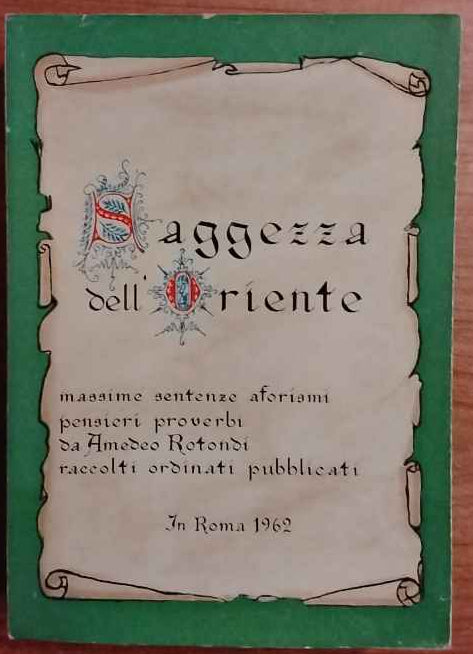 Saggezza
dell'Oriente
massime sentenze aforismi
pensieri proverbi
da Amedeo Rotondi
raccolti ordinati pubblicati
In Roma 1962